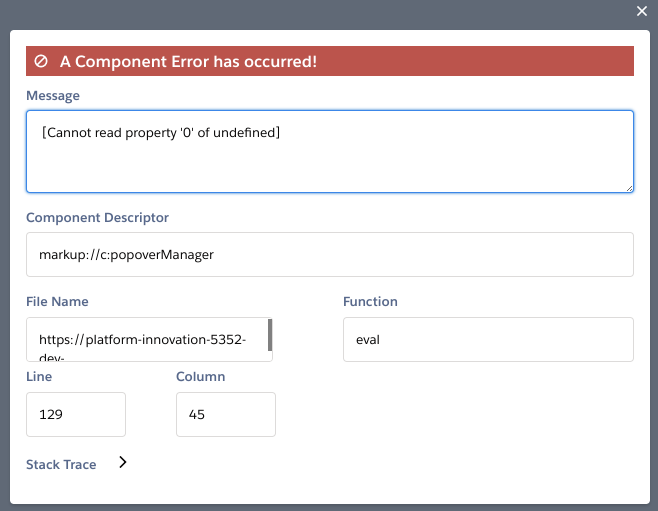 A Component Error has occurred!
Message
[Cannot read property '0' of undefined]
Component Descriptor
markup://c:popoverManager
File Name
Function
https://platform-innovation-5352-
dev-
eval
Line
Column
129
45
Stack Trace